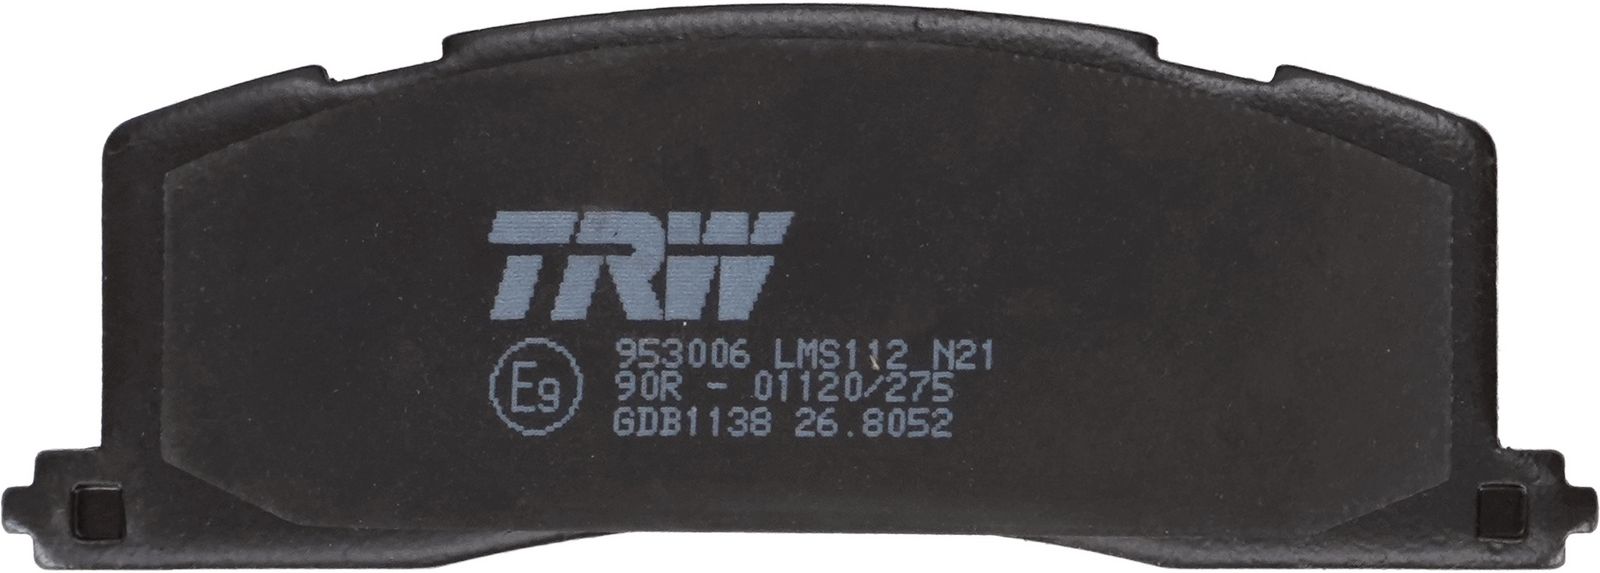 TRW
E9
953006 LMS112 N21
90R - 01120/275
GDB1138 26.8052